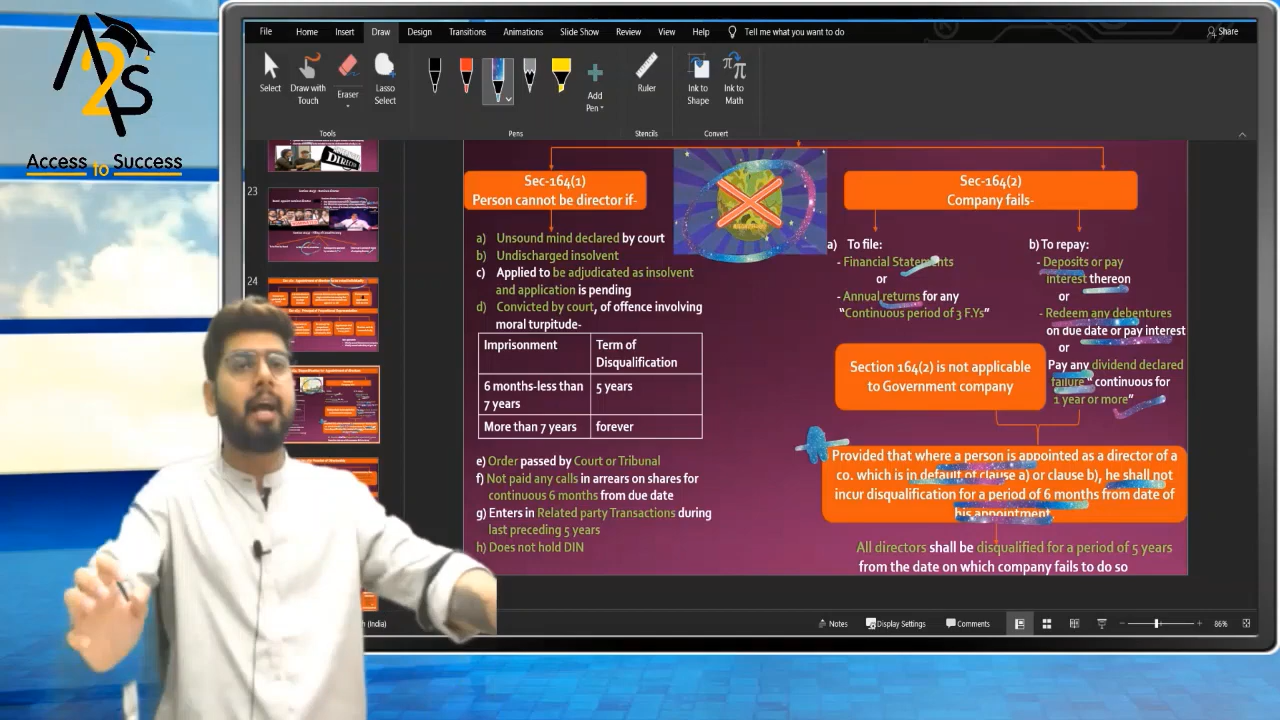 A2S
Access to Success
File Home Insert Draw Design Transitions Animations Slide Show Review View Help Tell me what you want to do Share
Select
Draw with Touch
Eraser
Lasso Select
Add Pen
Ruler
Ink to Shape
Ink to Math
Tools
Pens
Stencils
Convert
23
24
Sec-164(1)
Person cannot be director if-
a) Unsound mind declared by court
b) Undischarged insolvent
c) Applied to be adjudicated as insolvent
and application is pending
d) Convicted by court, of offence involving
moral turpitude-
Imprisonment
Term of
Disqualification
6 months-less than
7 years
5 years
More than 7 years
forever
e) Order passed by Court or Tribunal
f) Not paid any calls in arrears on shares for
continuous 6 months from due date
g) Enters in Related party Transactions during
last preceding 5 years
h) Does not hold DIN
Sec-164(2)
Company fails-
a) To file:
- Financial Statements
or
- Annual returns for any
"Continuous period of 3 F.Ys"
b) To repay:
- Deposits or pay
interest thereon
or
- Redeem any debentures
on due date or pay interest
or
Pay any dividend declared
failure" continuous for
1 year or more"
Section 164(2) is not applicable
to Government company
Provided that where a person is appointed as a director of a
co. which is in default of clause a) or clause b), he shall not
incur disqualification for a period of 6 months from date of
his appointment.
All directors shall be disqualified for a period of 5 years
from the date on which company fails to do so
(India)
Notes
Display Settings
Comments
86%